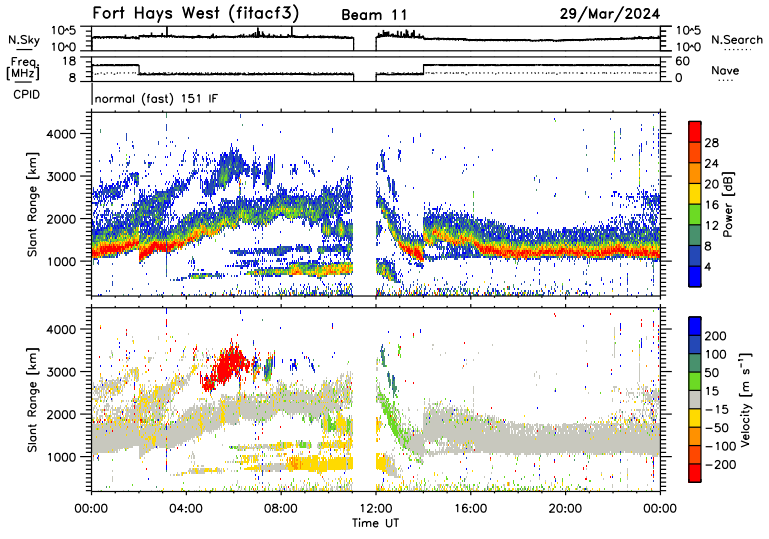 Fort Hays West (fitacf3) Beam 11 29/Mar/2024
N.Sky 10^5 10^0 10^5 10^0 N.Search
Freq. [MHz] 18 8 60 0 Nave
CPID normal (fast) 151 IF
Slant Range [km] 4000 3000 2000 1000
Power [dB] 28 24 20 16 12 8 4
Slant Range [km] 4000 3000 2000 1000
Velocity [m s⁻¹] 200 100 50 15 −15 −50 −100 −200
00:00 04:00 08:00 12:00 16:00 20:00 00:00
Time UT